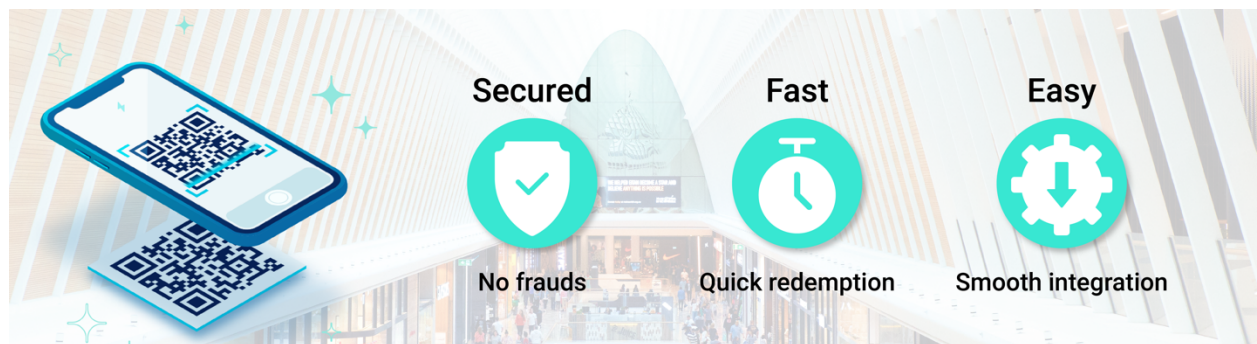 Secured
Fast
Easy
No frauds
Quick redemption
Smooth integration